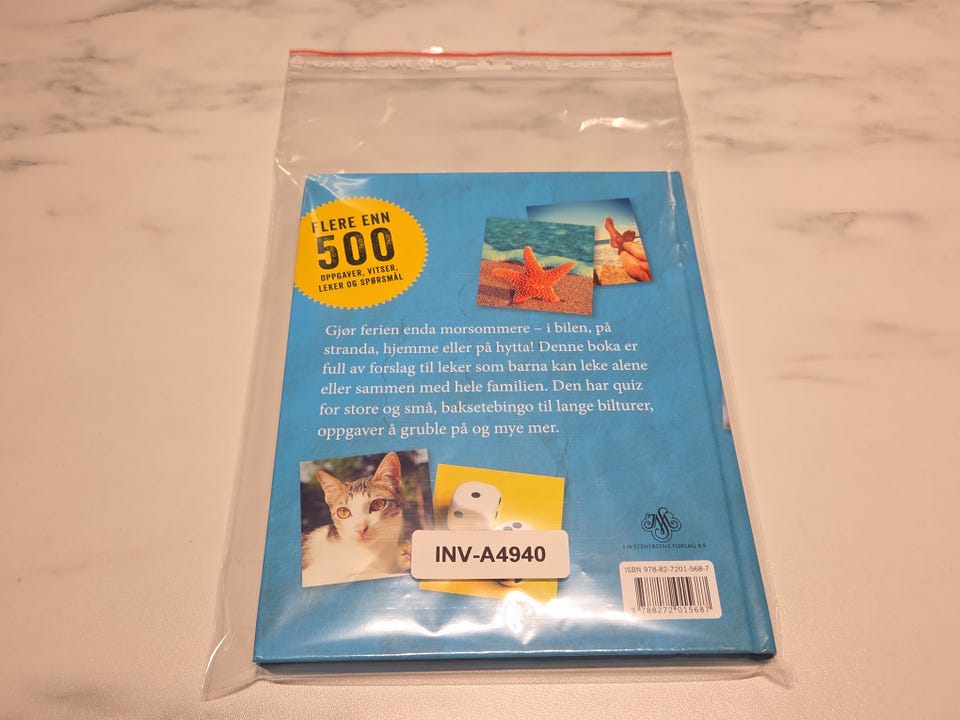 FLERE ENN
500
OPPGAVER, VITSER,
LEKER OG SPØRSMÅL
Gjør ferien enda morsommere – i bilen, på
stranda, hjemme eller på hytta! Denne boka er
full av forslag til leker som barna kan leke alene
eller sammen med hele familien. Den har quiz
for store og små, baksetebingo til lange bilturer,
oppgaver å gruble på og mye mer.
INV-A4940
J·M·STENERSENS FORLAG A·S
ISBN 978-82-7201-568-7
9 788272 015687